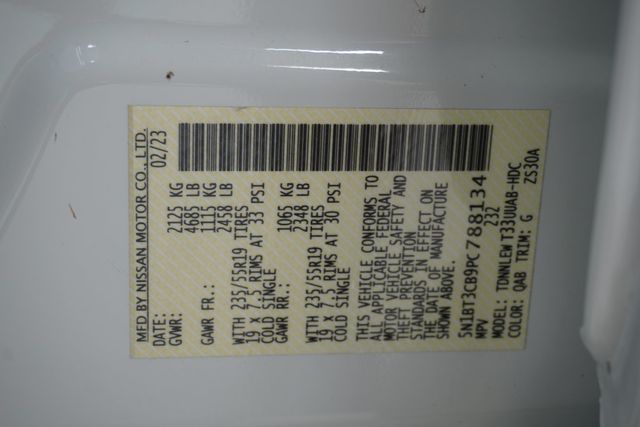 MFD BY NISSAN MOTOR CO., LTD.
DATE: 02/23
GVWR: 2125 KG
4685 LB
GAWR FR.: 1115 KG
2458 LB
WITH 235/55R19 TIRES
19 X 7.5 RIMS AT 33 PSI
COLD SINGLE
GAWR RR.: 1065 KG
2348 LB
WITH 235/55R19 TIRES
19 X 7.5 RIMS AT 30 PSI
COLD SINGLE
THIS VEHICLE CONFORMS TO
ALL APPLICABLE FEDERAL
MOTOR VEHICLE SAFETY AND
THEFT PREVENTION
STANDARDS IN EFFECT ON
THE DATE OF MANUFACTURE
SHOWN ABOVE.
5N1BT3CB9PC788134
MPV 232
MODEL: TDNNLEW T33UUAB-HDC
COLOR: QAB TRIM: G ZS30A